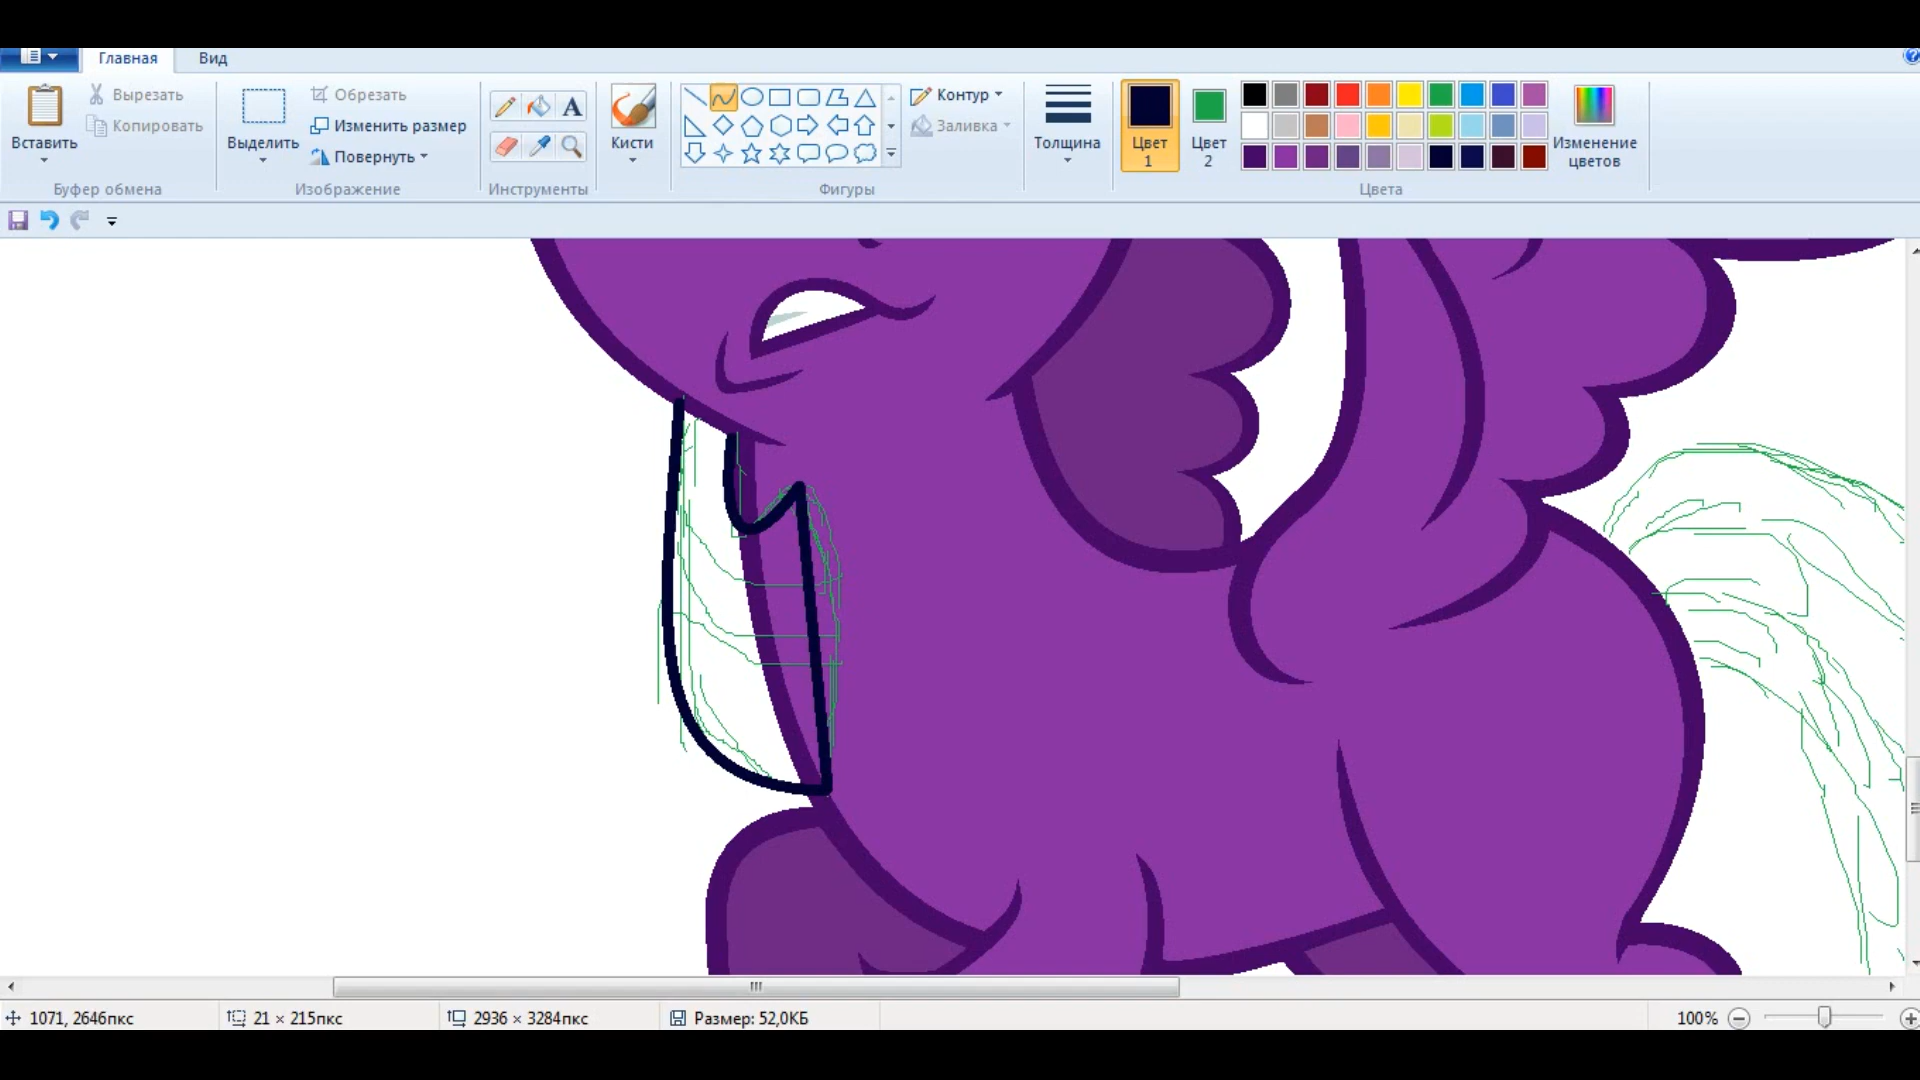 Главная Вид
Вставить
Вырезать
Копировать
Буфер обмена
Выделить
Обрезать
Изменить размер
Повернуть
Изображение
A
Инструменты
Кисти
Контур
Заливка
Фигуры
Толщина
Цвет
1
Цвет
2
Изменение
цветов
Цвета
1071, 2646пкс 21 × 215пкс 2936 × 3284пкс Размер: 52,0КБ 100%